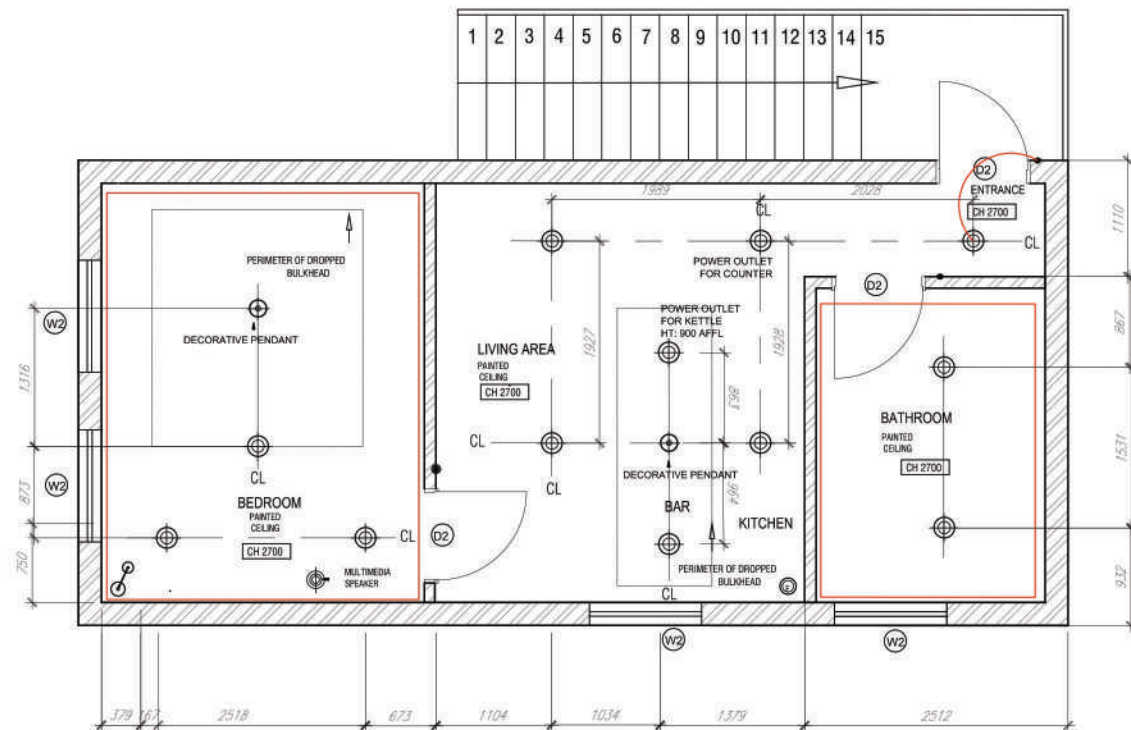 1 2 3 4 5 6 7 8 9 10 11 12 13 14 15
D2
ENTRANCE
CH 2700
1989
2028
CL
CL
1110
PERIMETER OF DROPPED
BULKHEAD
POWER OUTLET
FOR COUNTER
D2
W2
DECORATIVE PENDANT
POWER OUTLET
FOR KETTLE
HT: 900 AFFL
1927
1928
867
LIVING AREA
PAINTED
CEILING
CH 2700
1316
863
BATHROOM
PAINTED
CEILING
CH 2700
CL
CL
DECORATIVE PENDANT
CL
CL
W2
873
964
1531
BEDROOM
PAINTED
CEILING
CH 2700
CL
D2
BAR
KITCHEN
750
MULTIMEDIA
SPEAKER
PERIMETER OF DROPPED
BULKHEAD
CL
932
W2
W2
379 167 2518 673 1104 1034 1379 2512